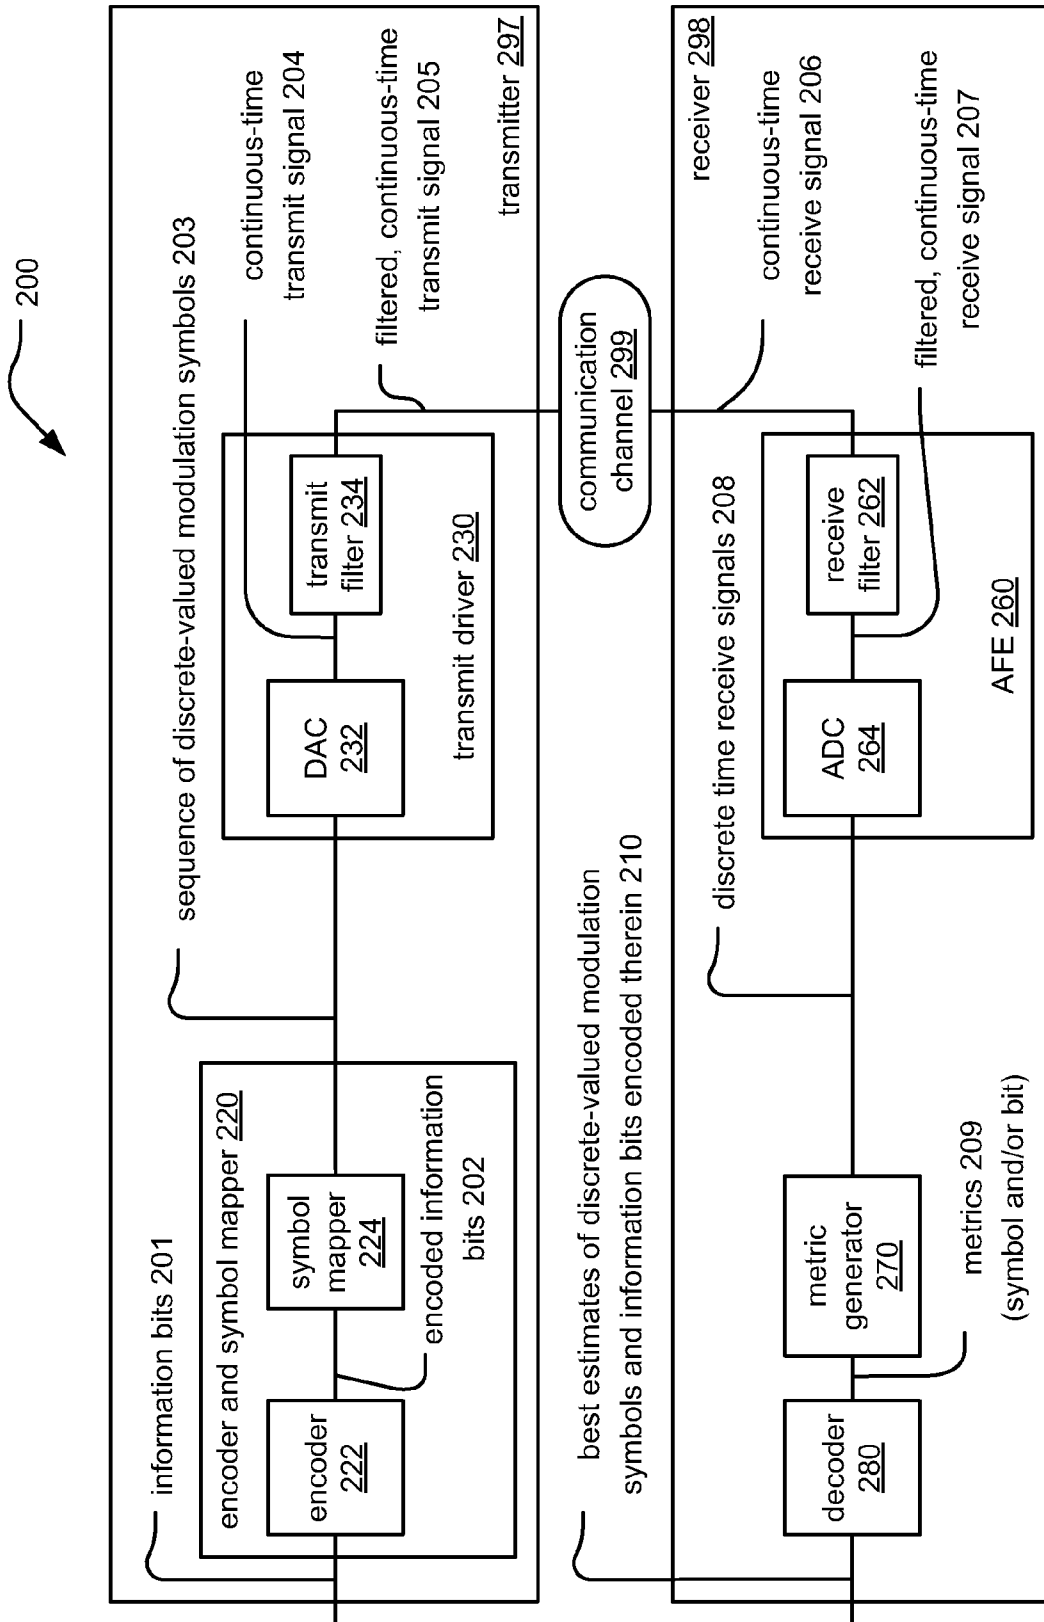 200
information bits 201
encoder and symbol mapper 220
encoder
222
symbol
mapper
224
encoded information
bits 202
sequence of discrete-valued modulation symbols 203
DAC
232
transmit
filter 234
transmit driver 230
continuous-time
transmit signal 204
filtered, continuous-time
transmit signal 205
transmitter 297
communication
channel 299
best estimates of discrete-valued modulation
symbols and information bits encoded therein 210
decoder
280
metric
generator
270
metrics 209
(symbol and/or bit)
discrete time receive signals 208
ADC
264
receive
filter 262
AFE 260
receiver 298
continuous-time
receive signal 206
filtered, continuous-time
receive signal 207